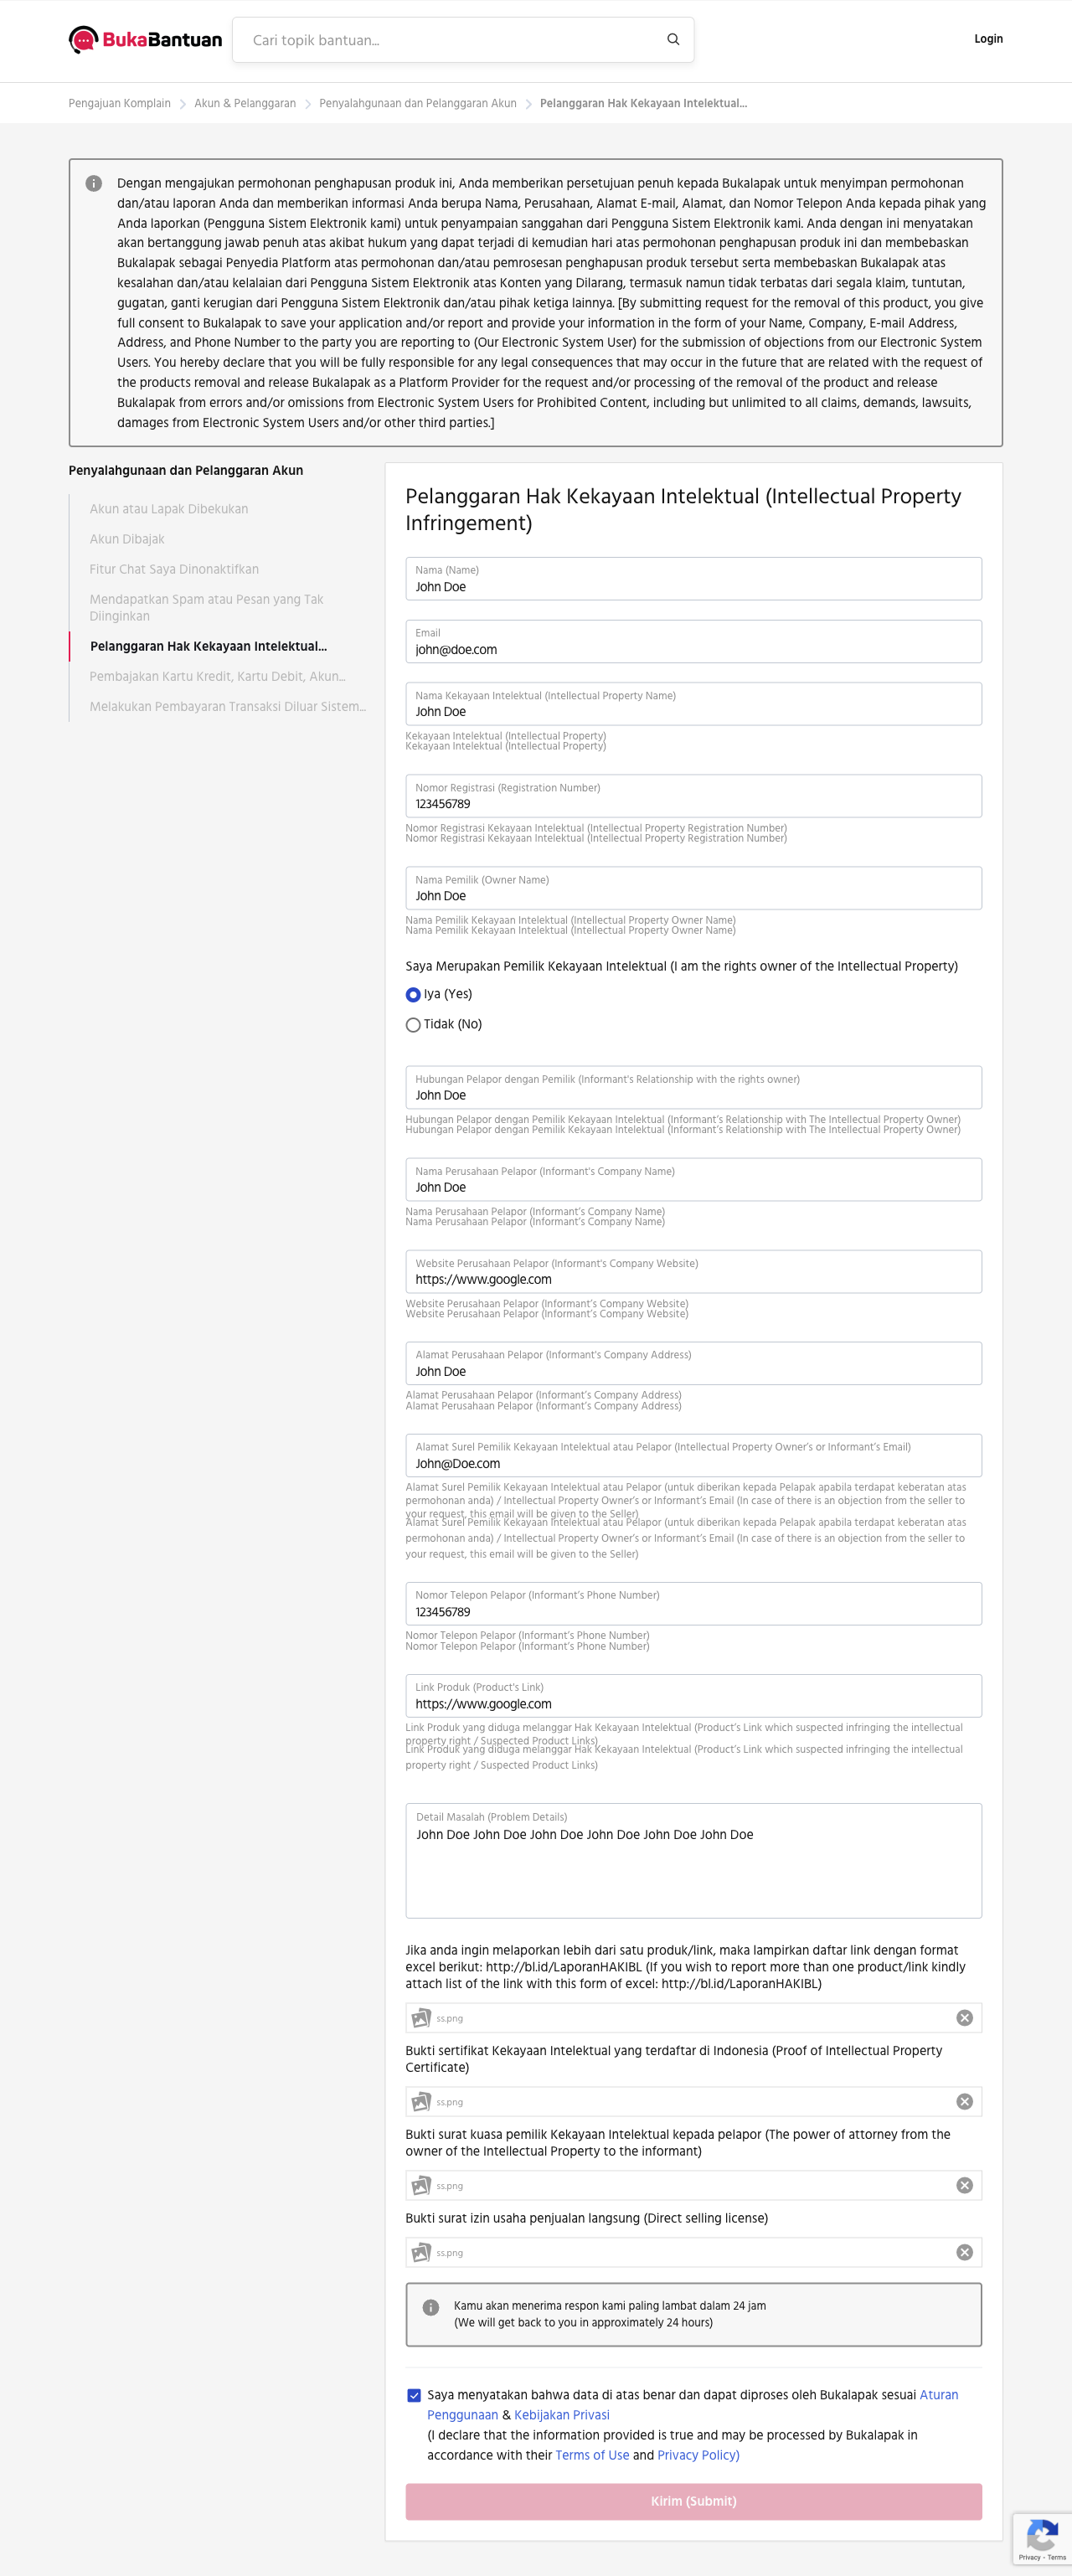 BukaBantuan
Cari topik bantuan...
Login
Pengajuan Komplain
Akun & Pelanggaran
Penyalahgunaan dan Pelanggaran Akun
Pelanggaran Hak Kekayaan Intelektual...
Dengan mengajukan permohonan penghapusan produk ini, Anda memberikan persetujuan penuh kepada Bukalapak untuk menyimpan permohonan
dan/atau laporan Anda dan memberikan informasi Anda berupa Nama, Perusahaan, Alamat E-mail, Alamat, dan Nomor Telepon Anda kepada pihak yang
Anda laporkan (Pengguna Sistem Elektronik kami) untuk penyampaian sanggahan dari Pengguna Sistem Elektronik kami. Anda dengan ini menyatakan
akan bertanggung jawab penuh atas akibat hukum yang dapat terjadi di kemudian hari atas permohonan penghapusan produk ini dan membebaskan
Bukalapak sebagai Penyedia Platform atas permohonan dan/atau pemrosesan penghapusan produk tersebut serta membebaskan Bukalapak atas
kesalahan dan/atau kelalaian dari Pengguna Sistem Elektronik atas Konten yang Dilarang, termasuk namun tidak terbatas dari segala klaim, tuntutan,
gugatan, ganti kerugian dari Pengguna Sistem Elektronik dan/atau pihak ketiga lainnya. [By submitting request for the removal of this product, you give
full consent to Bukalapak to save your application and/or report and provide your information in the form of your Name, Company, E-mail Address,
Address, and Phone Number to the party you are reporting to (Our Electronic System User) for the submission of objections from our Electronic System
Users. You hereby declare that you will be fully responsible for any legal consequences that may occur in the future that are related with the request of
the products removal and release Bukalapak as a Platform Provider for the request and/or processing of the removal of the product and release
Bukalapak from errors and/or omissions from Electronic System Users for Prohibited Content, including but unlimited to all claims, demands, lawsuits,
damages from Electronic System Users and/or other third parties.]
Penyalahgunaan dan Pelanggaran Akun
Akun atau Lapak Dibekukan
Akun Dibajak
Fitur Chat Saya Dinonaktifkan
Mendapatkan Spam atau Pesan yang Tak
Diinginkan
Pelanggaran Hak Kekayaan Intelektual...
Pembajakan Kartu Kredit, Kartu Debit, Akun...
Melakukan Pembayaran Transaksi Diluar Sistem...
Pelanggaran Hak Kekayaan Intelektual (Intellectual Property
Infringement)
Nama (Name)
John Doe
Email
john@doe.com
Nama Kekayaan Intelektual (Intellectual Property Name)
John Doe
Kekayaan Intelektual (Intellectual Property)
Kekayaan Intelektual (Intellectual Property)
Nomor Registrasi (Registration Number)
123456789
Nomor Registrasi Kekayaan Intelektual (Intellectual Property Registration Number)
Nomor Registrasi Kekayaan Intelektual (Intellectual Property Registration Number)
Nama Pemilik (Owner Name)
John Doe
Nama Pemilik Kekayaan Intelektual (Intellectual Property Owner Name)
Nama Pemilik Kekayaan Intelektual (Intellectual Property Owner Name)
Saya Merupakan Pemilik Kekayaan Intelektual (I am the rights owner of the Intellectual Property)
Iya (Yes)
Tidak (No)
Hubungan Pelapor dengan Pemilik (Informant's Relationship with the rights owner)
John Doe
Hubungan Pelapor dengan Pemilik Kekayaan Intelektual (Informant's Relationship with The Intellectual Property Owner)
Hubungan Pelapor dengan Pemilik Kekayaan Intelektual (Informant's Relationship with The Intellectual Property Owner)
Nama Perusahaan Pelapor (Informant's Company Name)
John Doe
Nama Perusahaan Pelapor (Informant's Company Name)
Nama Perusahaan Pelapor (Informant's Company Name)
Website Perusahaan Pelapor (Informant's Company Website)
https://www.google.com
Website Perusahaan Pelapor (Informant's Company Website)
Website Perusahaan Pelapor (Informant's Company Website)
Alamat Perusahaan Pelapor (Informant's Company Address)
John Doe
Alamat Perusahaan Pelapor (Informant's Company Address)
Alamat Perusahaan Pelapor (Informant's Company Address)
Alamat Surel Pemilik Kekayaan Intelektual atau Pelapor (Intellectual Property Owner's or Informant's Email)
John@Doe.com
Alamat Surel Pemilik Kekayaan Intelektual atau Pelapor (untuk diberikan kepada Pelapak apabila terdapat keberatan atas
permohonan anda) / Intellectual Property Owner's or Informant's Email (In case of there is an objection from the seller to
your request, this email will be given to the Seller)
Alamat Surel Pemilik Kekayaan Intelektual atau Pelapor (untuk diberikan kepada Pelapak apabila terdapat keberatan atas
permohonan anda) / Intellectual Property Owner's or Informant's Email (In case of there is an objection from the seller to
your request, this email will be given to the Seller)
Nomor Telepon Pelapor (Informant's Phone Number)
123456789
Nomor Telepon Pelapor (Informant's Phone Number)
Nomor Telepon Pelapor (Informant's Phone Number)
Link Produk (Product's Link)
https://www.google.com
Link Produk yang diduga melanggar Hak Kekayaan Intelektual (Product's Link which suspected infringing the intellectual
property right / Suspected Product Links)
Link Produk yang diduga melanggar Hak Kekayaan Intelektual (Product's Link which suspected infringing the intellectual
property right / Suspected Product Links)
Detail Masalah (Problem Details)
John Doe John Doe John Doe John Doe John Doe John Doe
Jika anda ingin melaporkan lebih dari satu produk/link, maka lampirkan daftar link dengan format
excel berikut: http://bl.id/LaporanHAKIBL (If you wish to report more than one product/link kindly
attach list of the link with this form of excel: http://bl.id/LaporanHAKIBL)
ss.png
Bukti sertifikat Kekayaan Intelektual yang terdaftar di Indonesia (Proof of Intellectual Property
Certificate)
ss.png
Bukti surat kuasa pemilik Kekayaan Intelektual kepada pelapor (The power of attorney from the
owner of the Intellectual Property to the informant)
ss.png
Bukti surat izin usaha penjualan langsung (Direct selling license)
ss.png
Kamu akan menerima respon kami paling lambat dalam 24 jam
(We will get back to you in approximately 24 hours)
Saya menyatakan bahwa data di atas benar dan dapat diproses oleh Bukalapak sesuai Aturan
Penggunaan & Kebijakan Privasi
(I declare that the information provided is true and may be processed by Bukalapak in
accordance with their Terms of Use and Privacy Policy)
Kirim (Submit)
Privacy - Terms